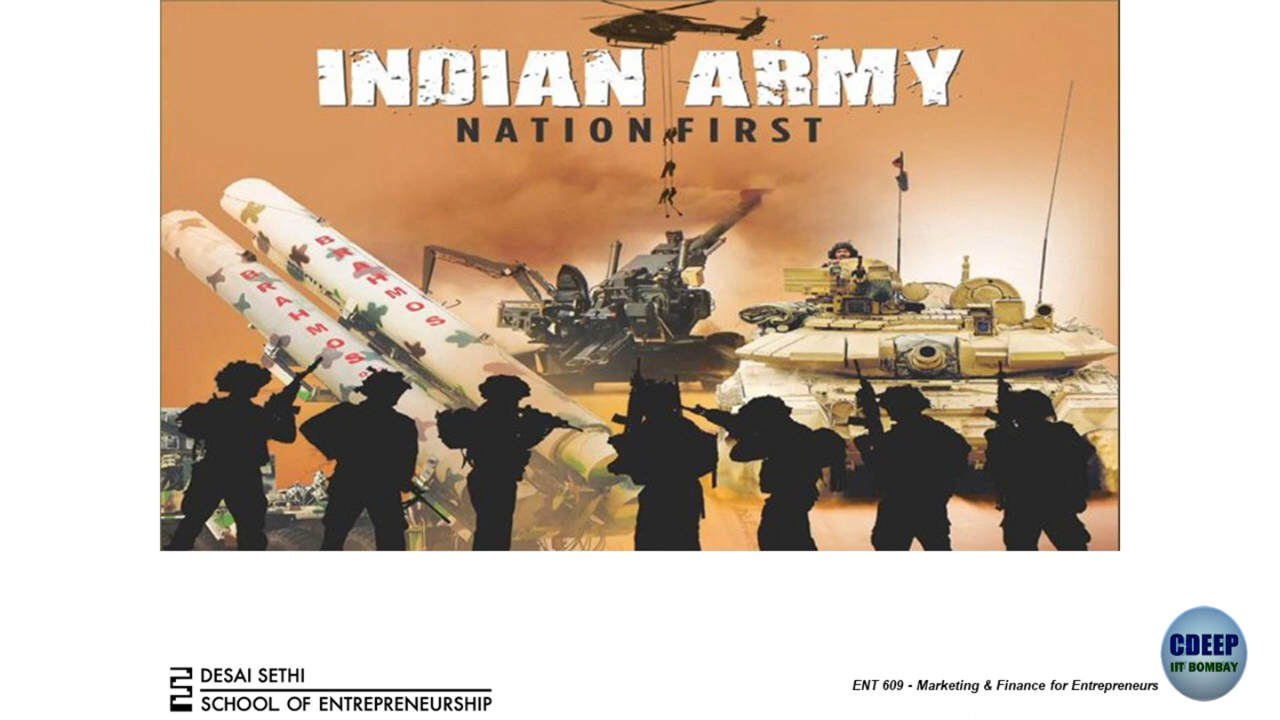 INDIAN ARMY
NATION FIRST
BRAHMOS
BRAHMOS
DESAI SETHI
SCHOOL OF ENTREPRENEURSHIP
ENT 609 - Marketing & Finance for Entrepreneurs
CDEEP
IIT BOMBAY